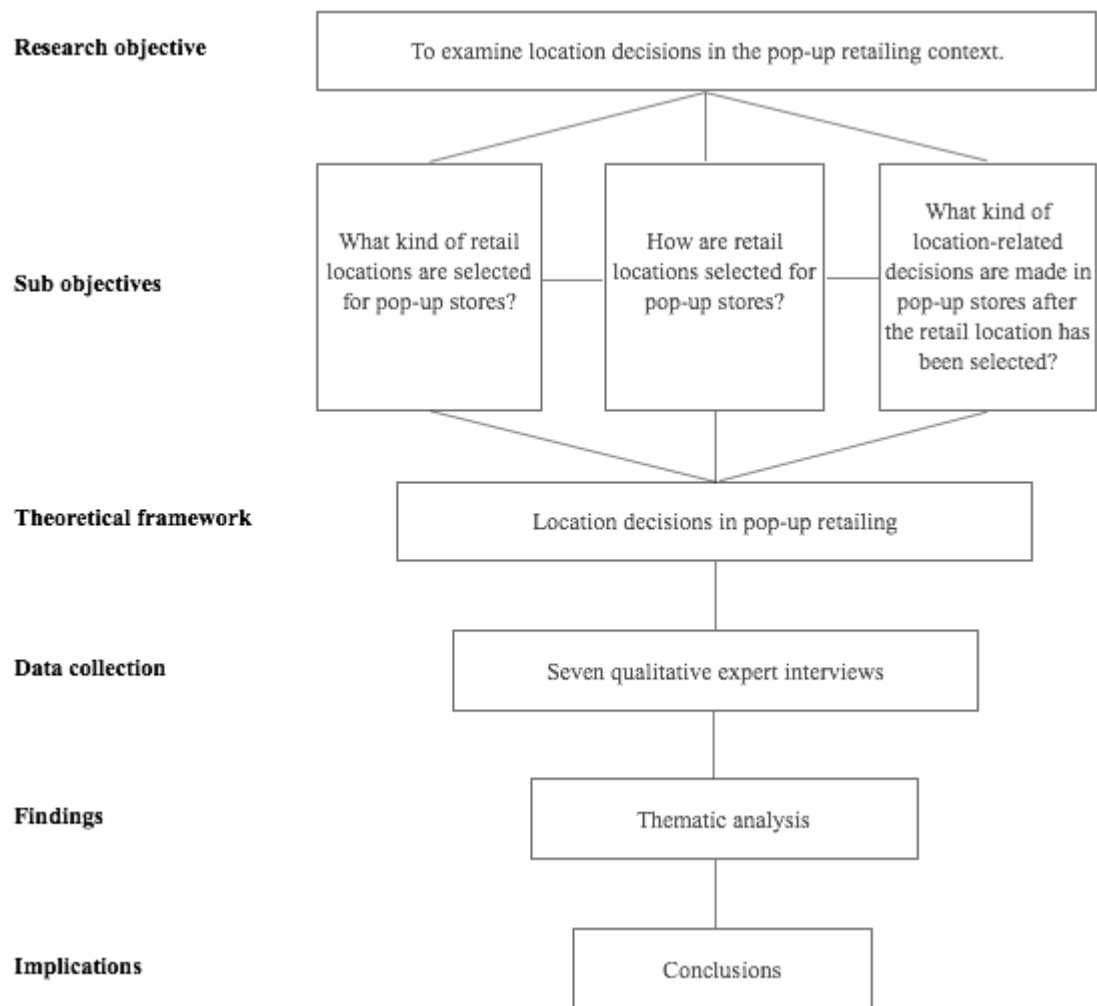 Research objective
To examine location decisions in the pop-up retailing context.
Sub objectives
What kind of retail
locations are selected
for pop-up stores?
How are retail
locations selected for
pop-up stores?
What kind of
location-related
decisions are made in
pop-up stores after
the retail location has
been selected?
Theoretical framework
Location decisions in pop-up retailing
Data collection
Seven qualitative expert interviews
Findings
Thematic analysis
Implications
Conclusions